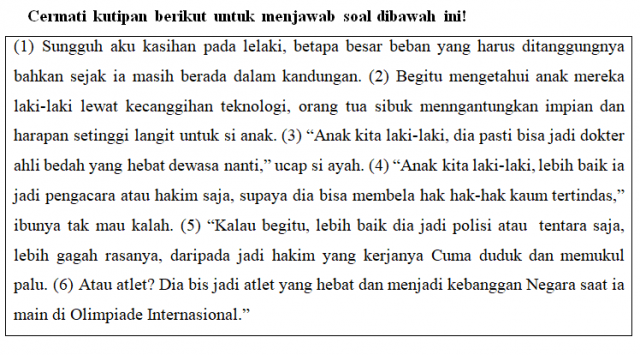 Cermati kutipan berikut untuk menjawab soal dibawah ini!
(1) Sungguh aku kasihan pada lelaki, betapa besar beban yang harus ditanggungnya
bahkan sejak ia masih berada dalam kandungan. (2) Begitu mengetahui anak mereka
laki-laki lewat kecanggihan teknologi, orang tua sibuk menngantungkan impian dan
harapan setinggi langit untuk si anak. (3) “Anak kita laki-laki, dia pasti bisa jadi dokter
ahli bedah yang hebat dewasa nanti,” ucap si ayah. (4) “Anak kita laki-laki, lebih baik ia
jadi pengacara atau hakim saja, supaya dia bisa membela hak hak-hak kaum tertindas,”
ibunya tak mau kalah. (5) “Kalau begitu, lebih baik dia jadi polisi atau tentara saja,
lebih gagah rasanya, daripada jadi hakim yang kerjanya Cuma duduk dan memukul
palu. (6) Atau atlet? Dia bis jadi atlet yang hebat dan menjadi kebanggan Negara saat ia
main di Olimpiade Internasional.”